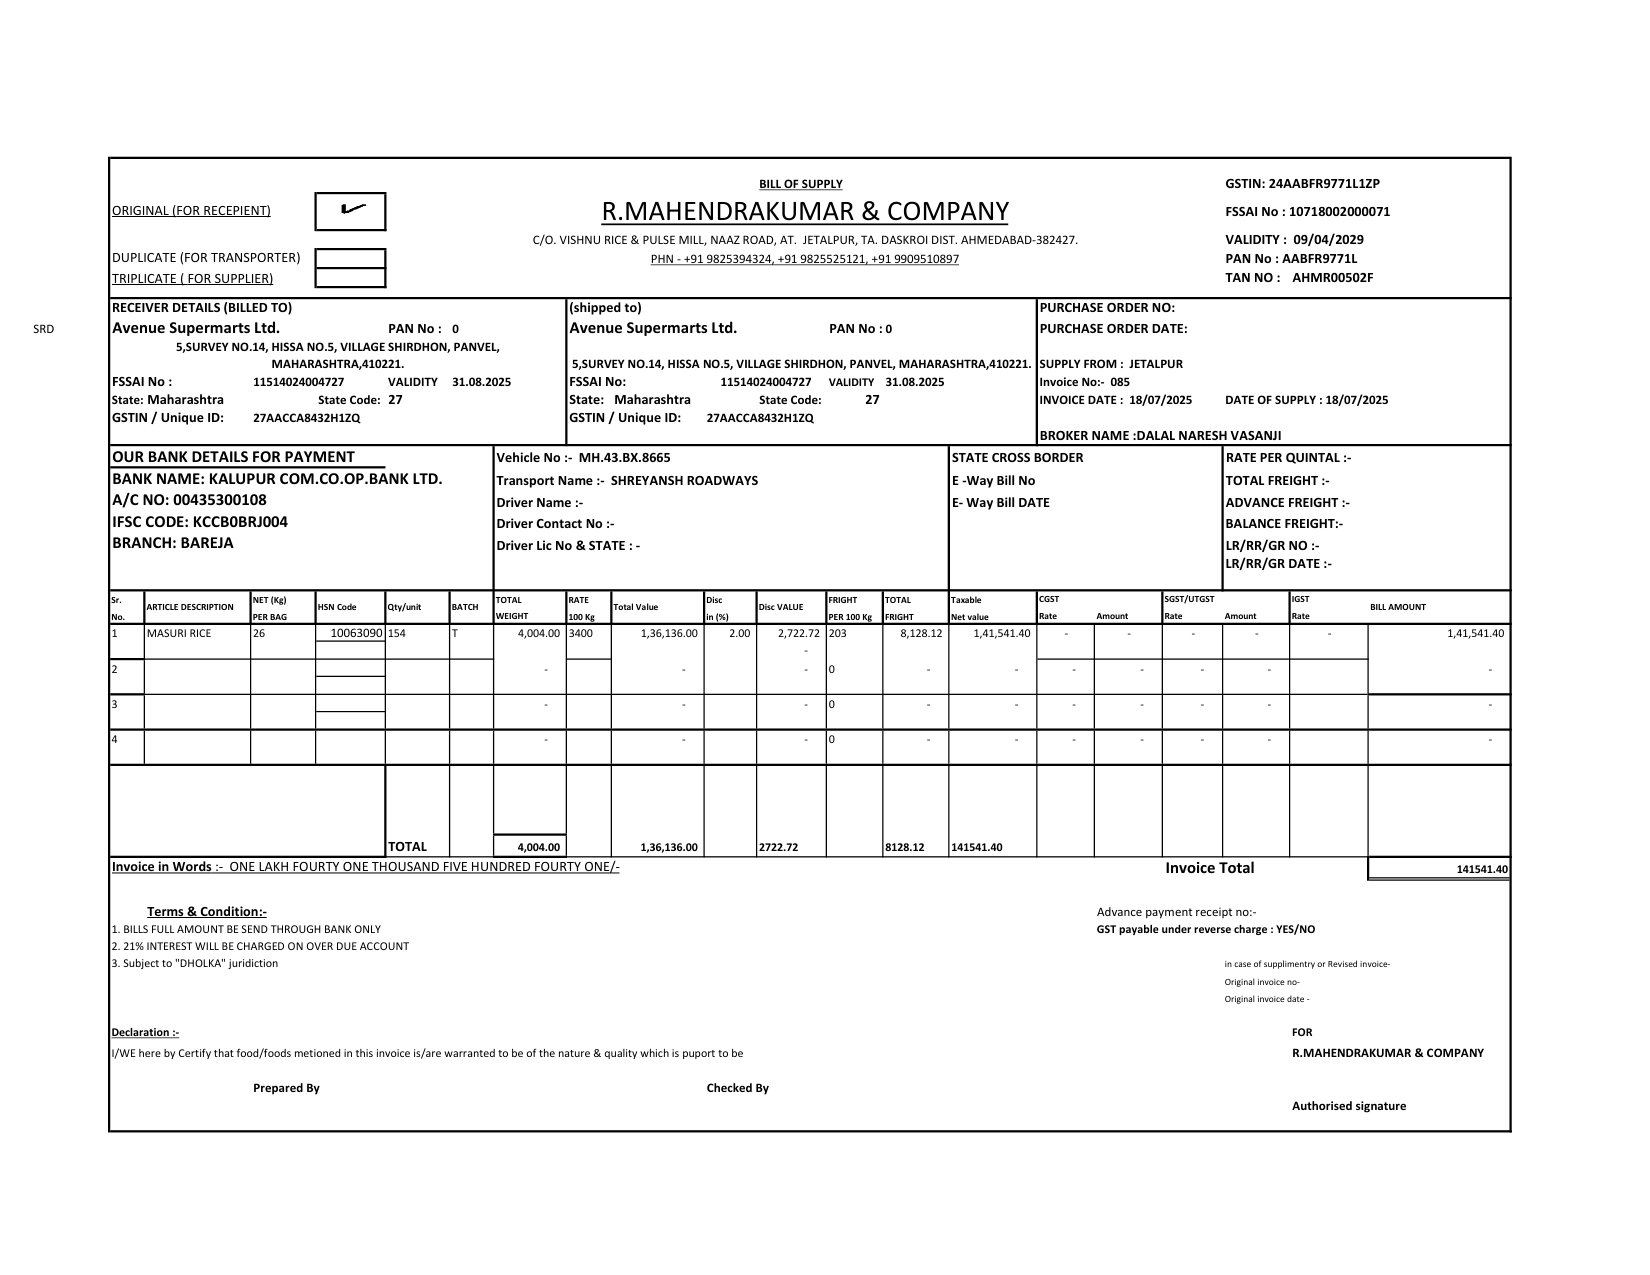 BILL OF SUPPLY
GSTIN: 24AABFR9771L1ZP
ORIGINAL (FOR RECEPIENT) ✓
R.MAHENDRAKUMAR & COMPANY
FSSAI No : 10718002000071
C/O. VISHNU RICE & PULSE MILL, NAAZ ROAD, AT. JETALPUR, TA. DASKROI DIST. AHMEDABAD-382427.
VALIDITY : 09/04/2029
DUPLICATE (FOR TRANSPORTER)
PHN - +91 9825394324, +91 9825525121, +91 9909510897
PAN No : AABFR9771L
TRIPLICATE ( FOR SUPPLIER)
TAN NO : AHMR00502F
SRD
RECEIVER DETAILS (BILLED TO)
Avenue Supermarts Ltd. PAN No : 0
5,SURVEY NO.14, HISSA NO.5, VILLAGE SHIRDHON, PANVEL,
MAHARASHTRA,410221.
FSSAI No : 11514024004727 VALIDITY 31.08.2025
State: Maharashtra State Code: 27
GSTIN / Unique ID: 27AACCA8432H1ZQ
(shipped to)
Avenue Supermarts Ltd. PAN No : 0
5,SURVEY NO.14, HISSA NO.5, VILLAGE SHIRDHON, PANVEL, MAHARASHTRA,410221.
FSSAI No: 11514024004727 VALIDITY 31.08.2025
State: Maharashtra State Code: 27
GSTIN / Unique ID: 27AACCA8432H1ZQ
PURCHASE ORDER NO:
PURCHASE ORDER DATE:
SUPPLY FROM : JETALPUR
Invoice No:- 085
INVOICE DATE : 18/07/2025 DATE OF SUPPLY : 18/07/2025
BROKER NAME :DALAL NARESH VASANJI
OUR BANK DETAILS FOR PAYMENT
BANK NAME: KALUPUR COM.CO.OP.BANK LTD.
A/C NO: 00435300108
IFSC CODE: KCCB0BRJ004
BRANCH: BAREJA
Vehicle No :- MH.43.BX.8665
Transport Name :- SHREYANSH ROADWAYS
Driver Name :-
Driver Contact No :-
Driver Lic No & STATE : -
STATE CROSS BORDER
E -Way Bill No
E- Way Bill DATE
RATE PER QUINTAL :-
TOTAL FREIGHT :-
ADVANCE FREIGHT :-
BALANCE FREIGHT:-
LR/RR/GR NO :-
LR/RR/GR DATE :-
Sr. No. ARTICLE DESCRIPTION NET (Kg) PER BAG HSN Code Qty/unit BATCH TOTAL WEIGHT RATE 100 Kg Total Value Disc in (%) Disc VALUE FRIGHT PER 100 Kg TOTAL FRIGHT Taxable Net value CGST Rate Amount SGST/UTGST Rate Amount IGST Rate BILL AMOUNT
1 MASURI RICE 26 10063090 154 T 4,004.00 3400 1,36,136.00 2.00 2,722.72 203 8,128.12 1,41,541.40 - - - - - 1,41,541.40
-
2 - - - 0 - - - - - - -
3 - - - 0 - - - - - - -
4 - - - 0 - - - - - - -
TOTAL 4,004.00 1,36,136.00 2722.72 8128.12 141541.40
Invoice in Words :- ONE LAKH FOURTY ONE THOUSAND FIVE HUNDRED FOURTY ONE/- Invoice Total 141541.40
Terms & Condition:-
1. BILLS FULL AMOUNT BE SEND THROUGH BANK ONLY
2. 21% INTEREST WILL BE CHARGED ON OVER DUE ACCOUNT
3. Subject to "DHOLKA" juridiction
Advance payment receipt no:-
GST payable under reverse charge : YES/NO
in case of supplimentry or Revised invoice-
Original invoice no-
Original invoice date -
Declaration :-
I/WE here by Certify that food/foods metioned in this invoice is/are warranted to be of the nature & quality which is puport to be
FOR
R.MAHENDRAKUMAR & COMPANY
Prepared By Checked By
Authorised signature